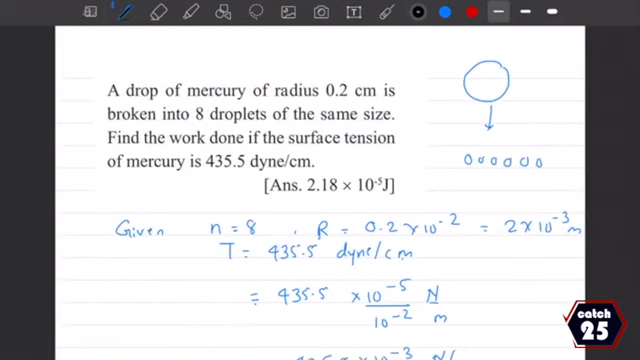 A drop of mercury of radius 0.2 cm is
broken into 8 droplets of the same size.
Find the work done if the surface tension
of mercury is 435.5 dyne/cm.
[Ans. 2.18 × 10⁻⁵J]
Given n = 8 , R = 0.2 × 10⁻² = 2 × 10⁻³ m
T = 435.5 dyne/cm
= 435.5 × 10⁻⁵/10⁻² N/m
catch
25